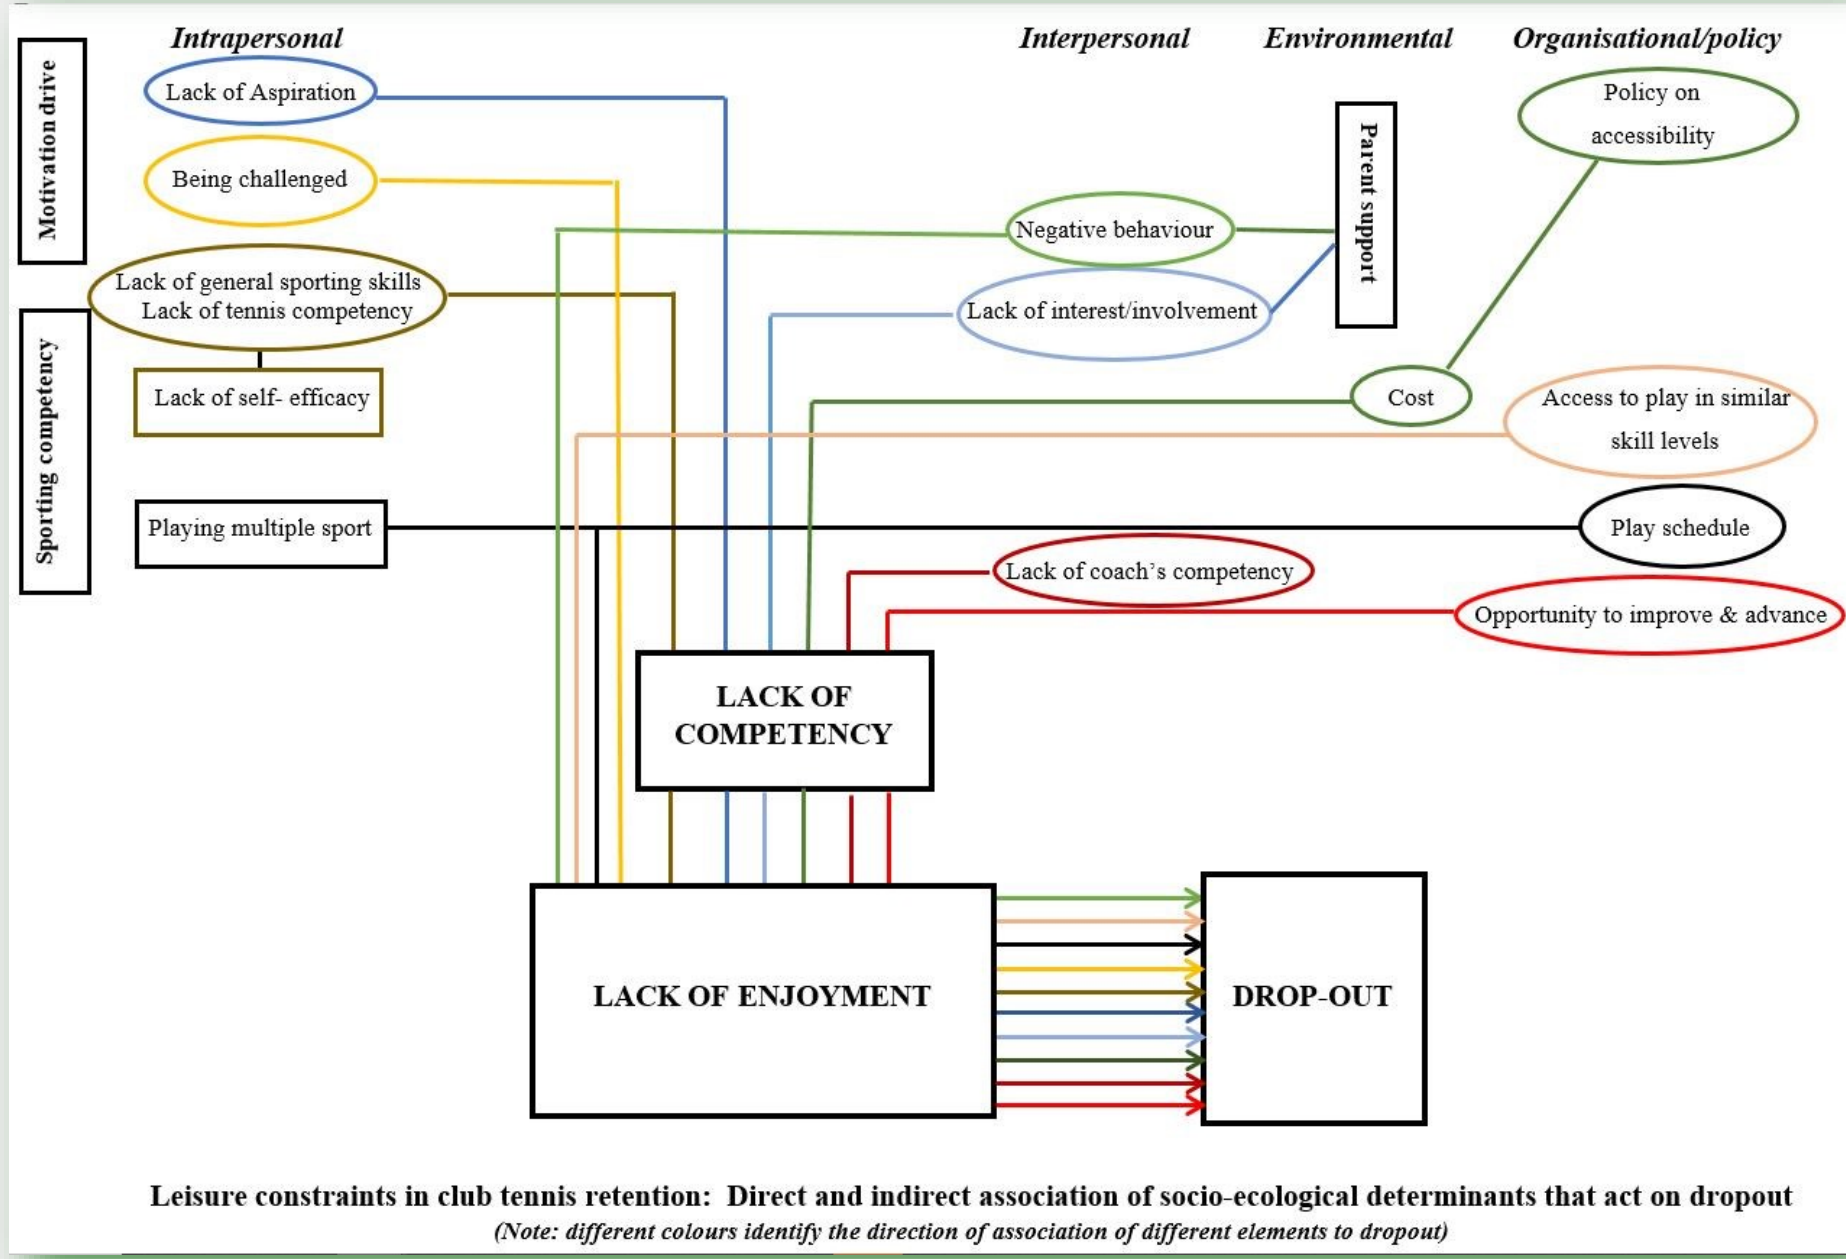 Intrapersonal
Interpersonal
Environmental
Organisational/policy
Motivation drive
Lack of Aspiration
Being challenged
Sporting competency
Lack of general sporting skills
Lack of tennis competency
Lack of self- efficacy
Playing multiple sport
Negative behaviour
Lack of interest/involvement
Parent support
Policy on
accessibility
Cost
Access to play in similar
skill levels
Play schedule
Lack of coach’s competency
Opportunity to improve & advance
LACK OF
COMPETENCY
LACK OF ENJOYMENT
DROP-OUT
Leisure constraints in club tennis retention: Direct and indirect association of socio-ecological determinants that act on dropout
(Note: different colours identify the direction of association of different elements to dropout)